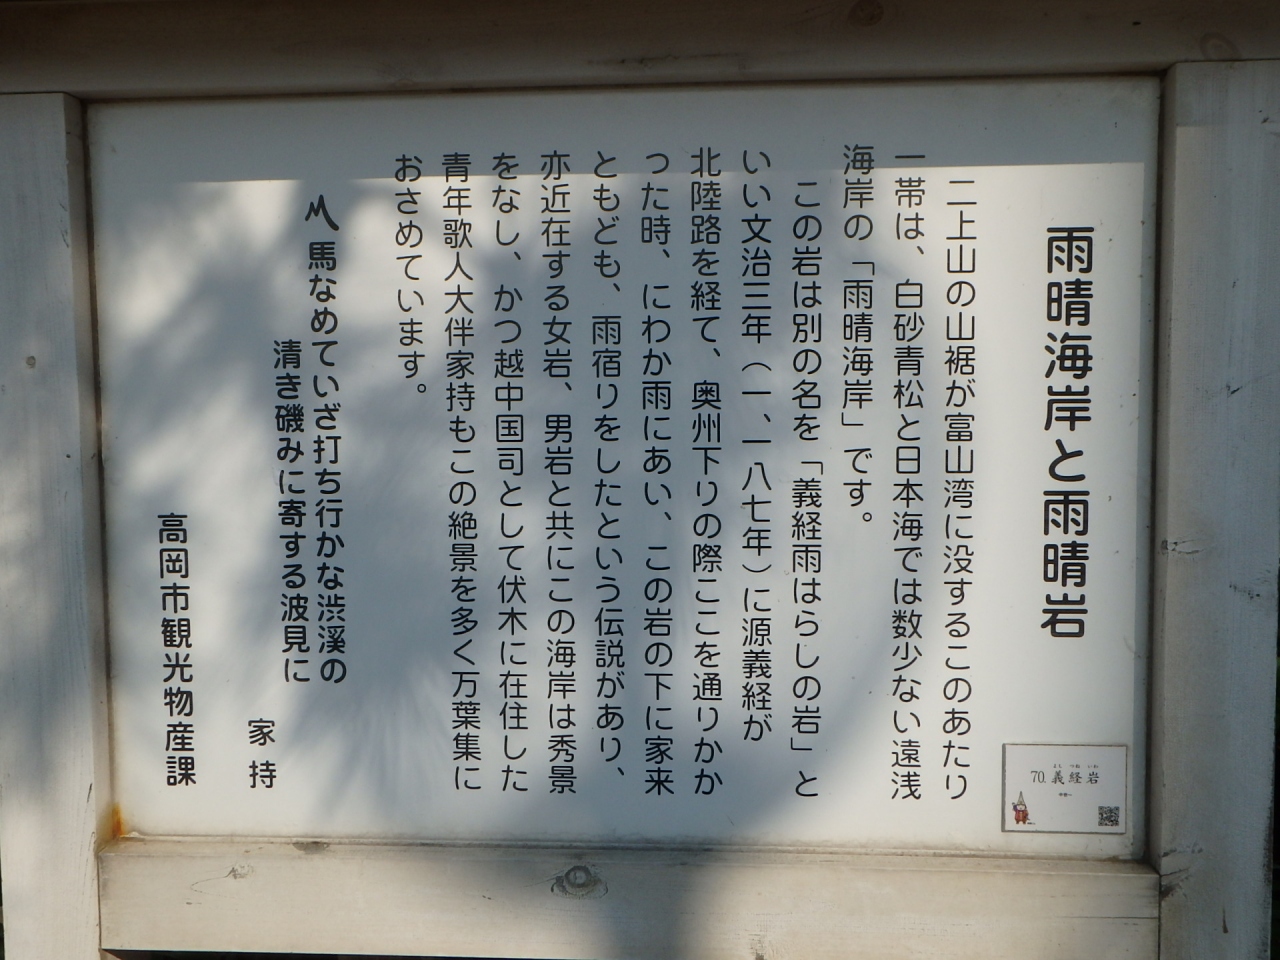 雨晴海岸と雨晴岩
二上山の山裾が富山湾に没するこのあたり
一帯は、白砂青松と日本海では数少ない遠浅
海岸の「雨晴海岸」です。
この岩は別の名を「義経雨はらしの岩」と
いい文治三年（一、一八七年）に源義経が
北陸路を経て、奥州下りの際ここを通りかか
った時、にわか雨にあい、この岩の下に家来
ともども、雨宿りをしたという伝説があり、
亦近在する女岩、男岩と共にこの海岸は秀景
をなし、かつ越中国司として伏木に在住した
青年歌人大伴家持もこの絶景を多く万葉集に
おさめています。
〽馬なめていざ打ち行かな渋溪の
清き磯みに寄する波見に
家持
高岡市観光物産課
70. 義経岩
よしつねいわ